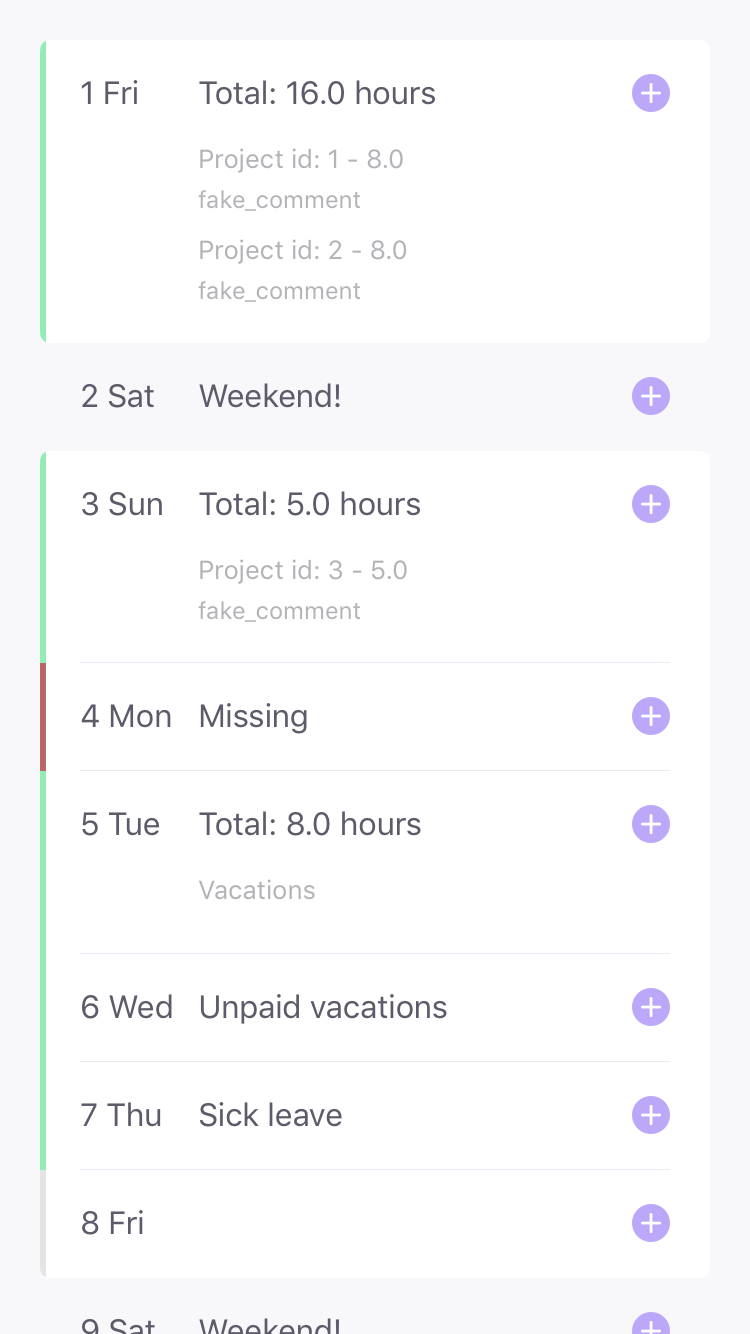 1 Fri Total: 16.0 hours
Project id: 1 - 8.0
fake_comment
Project id: 2 - 8.0
fake_comment
2 Sat Weekend!
3 Sun Total: 5.0 hours
Project id: 3 - 5.0
fake_comment
4 Mon Missing
5 Tue Total: 8.0 hours
Vacations
6 Wed Unpaid vacations
7 Thu Sick leave
8 Fri
9 Sat Weekend!